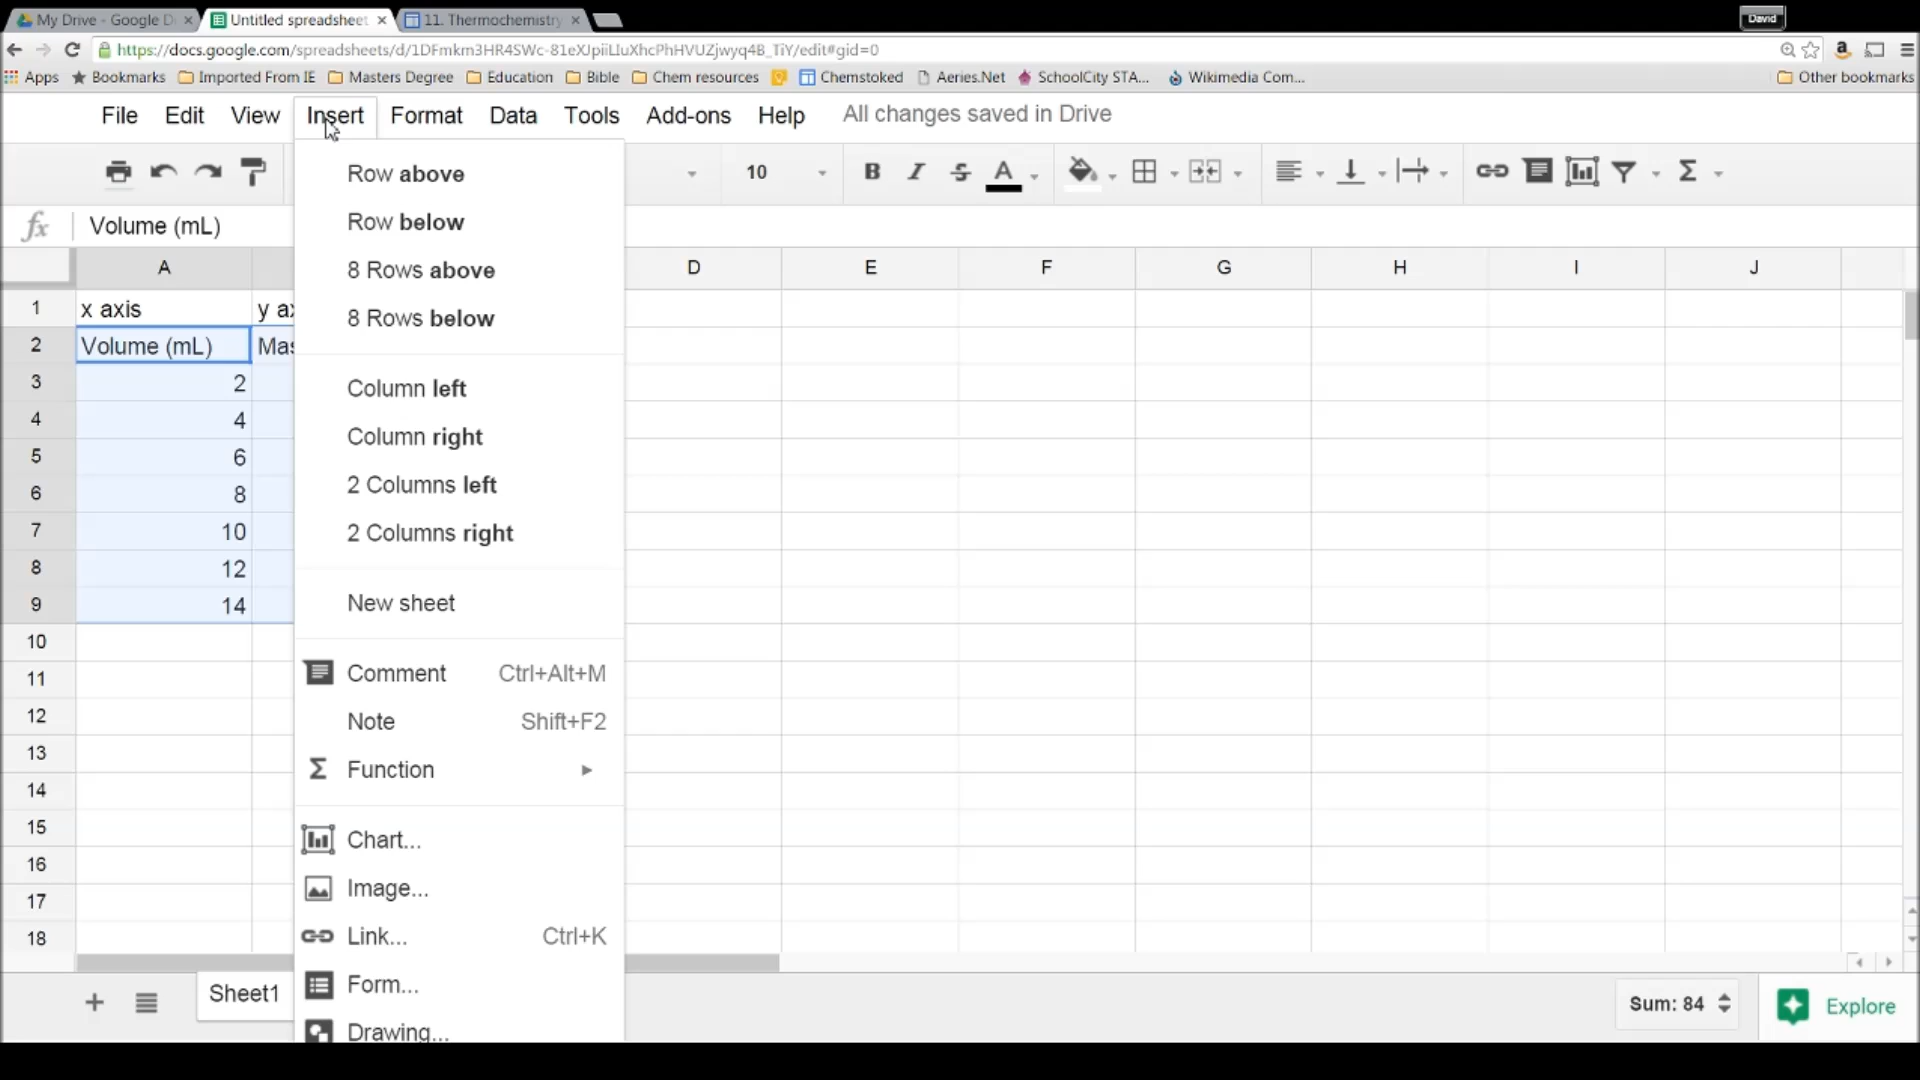 My Drive - Google D
Untitled spreadsheet
11. Thermochemistry
David
https://docs.google.com/spreadsheets/d/1DFmkm3HR4SWc-81eXJpiiLIuXhcPhHVUZjwyq4B_TiY/edit#gid=0
Apps Bookmarks Imported From IE Masters Degree Education Bible Chem resources Chemstoked Aeries.Net SchoolCity STA... Wikimedia Com... Other bookmarks
File Edit View Insert Format Data Tools Add-ons Help All changes saved in Drive
10 B I S A Σ
fx Volume (mL)
A D E F G H I J
1 x axis y ax
2 Volume (mL) Mas
3 2
4 4
5 6
6 8
7 10
8 12
9 14
10
11
12
13
14
15
16
17
18
Row above
Row below
8 Rows above
8 Rows below
Column left
Column right
2 Columns left
2 Columns right
New sheet
Comment Ctrl+Alt+M
Note Shift+F2
Σ Function
Chart...
Image...
Link... Ctrl+K
Form...
Drawing...
Sheet1
Sum: 84
Explore